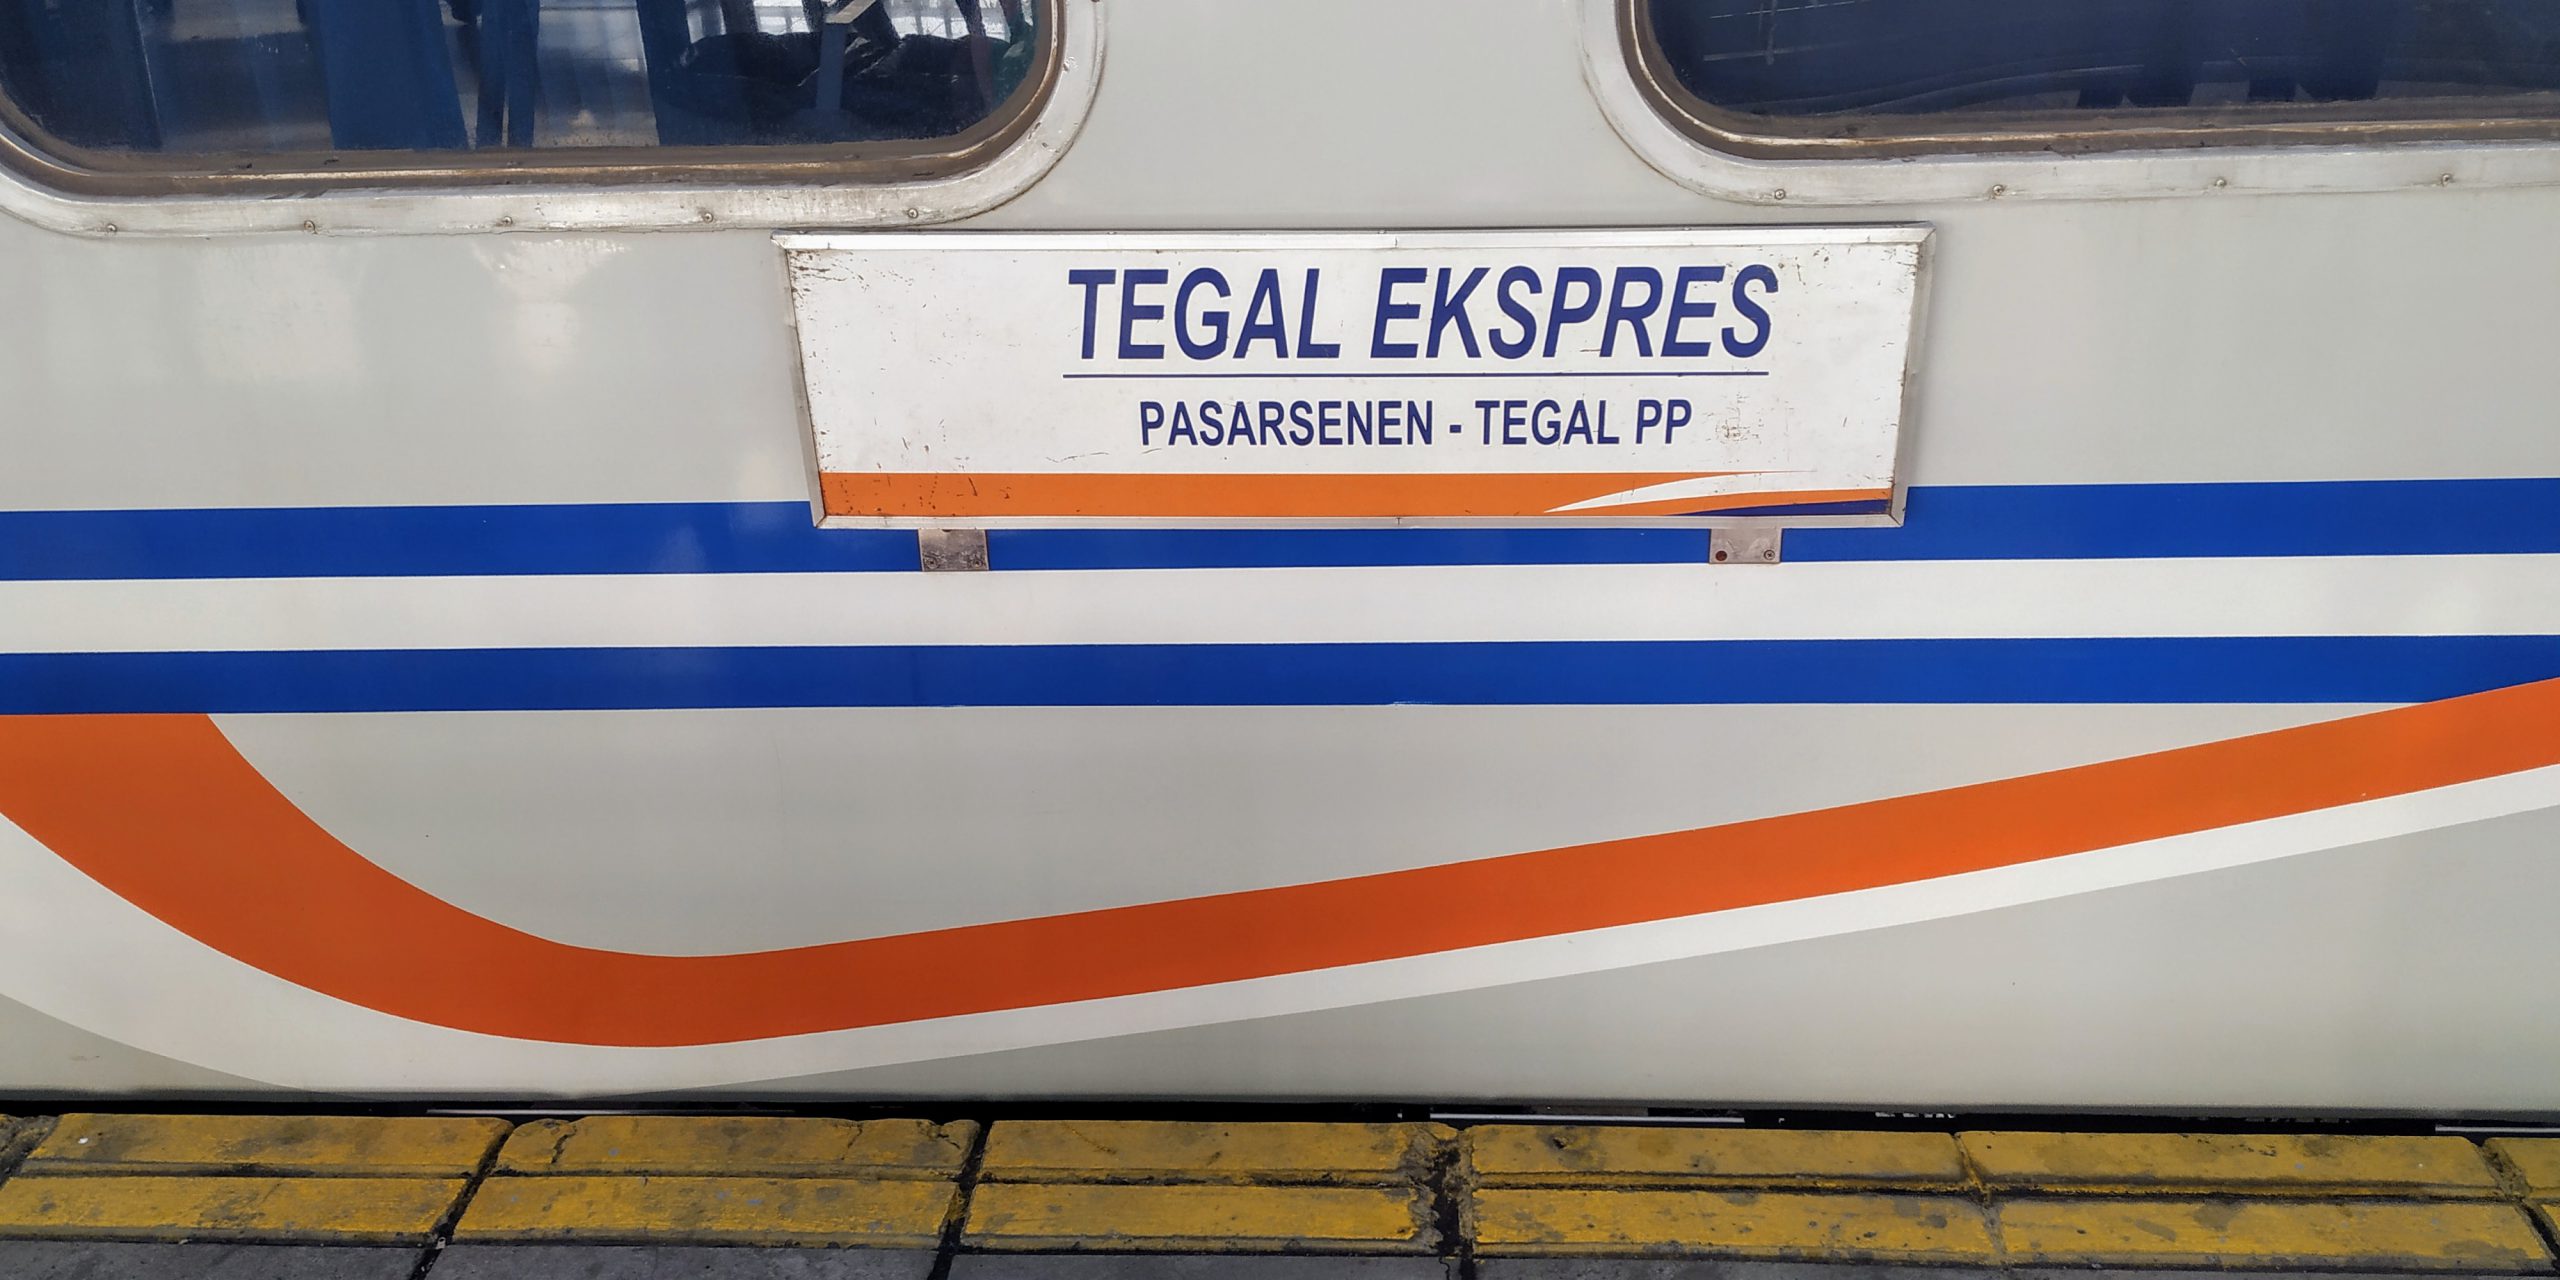 TEGAL EKSPRES
PASARSENEN - TEGAL PP